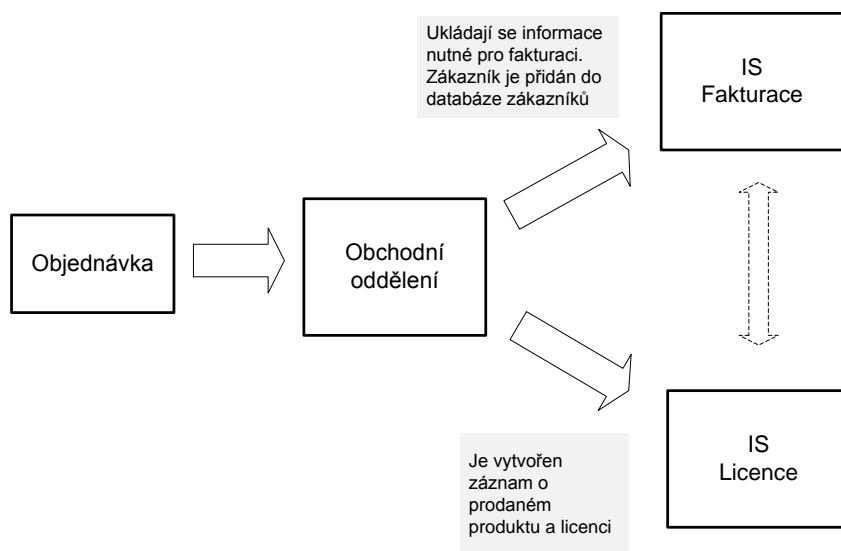 Ukládají se informace
nutné pro fakturaci.
Zákazník je přidán do
databáze zákazníků
IS
Fakturace
Objednávka
Obchodní
oddělení
Je vytvořen
záznam o
prodaném
produktu a licenci
IS
Licence